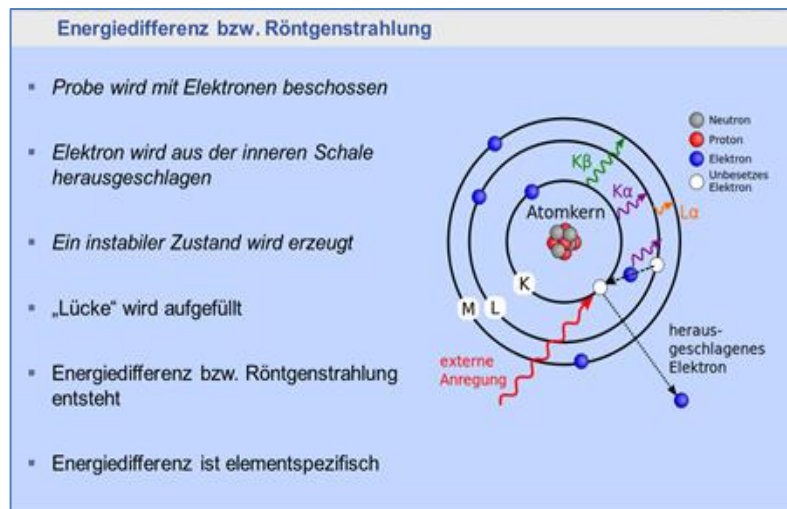 Energiedifferenz bzw. Röntgenstrahlung
Probe wird mit Elektronen beschossen
Elektron wird aus der inneren Schale
herausgeschlagen
Ein instabiler Zustand wird erzeugt
„Lücke“ wird aufgefüllt
Energiedifferenz bzw. Röntgenstrahlung
entsteht
Energiedifferenz ist elementspezifisch
Neutron
Proton
Elektron
Unbesetzes
Elektron
Kβ
Kα
Lα
Atomkern
K
L
M
externe
Anregung
heraus-
geschlagenes
Elektron